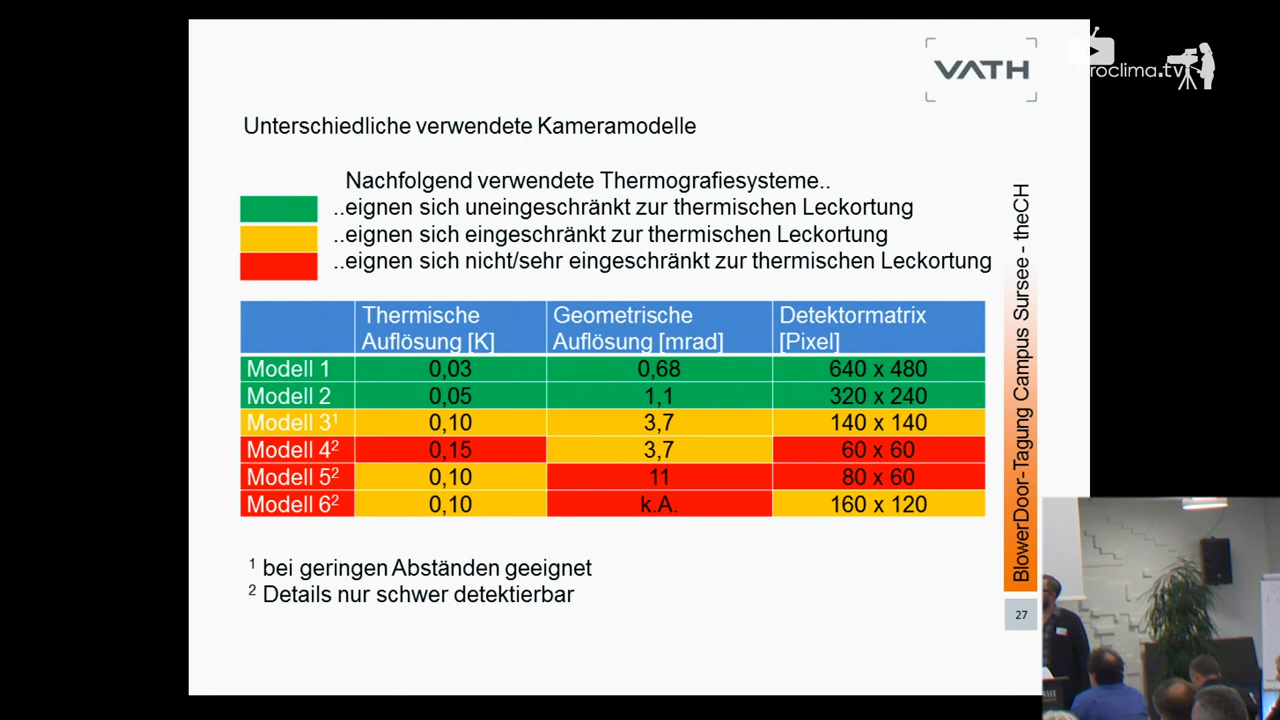 VATH
proclima.tv
Unterschiedliche verwendete Kameramodelle
Nachfolgend verwendete Thermografiesysteme..
..eignen sich uneingeschränkt zur thermischen Leckortung
..eignen sich eingeschränkt zur thermischen Leckortung
..eignen sich nicht/sehr eingeschränkt zur thermischen Leckortung
Thermische Auflösung [K] Geometrische Auflösung [mrad] Detektormatrix [Pixel]
Modell 1 0,03 0,68 640 x 480
Modell 2 0,05 1,1 320 x 240
Modell 3¹ 0,10 3,7 140 x 140
Modell 4² 0,15 3,7 60 x 60
Modell 5² 0,10 11 80 x 60
Modell 6² 0,10 k.A. 160 x 120
¹ bei geringen Abständen geeignet
² Details nur schwer detektierbar
BlowerDoor-Tagung Campus Sursee - theCH
27